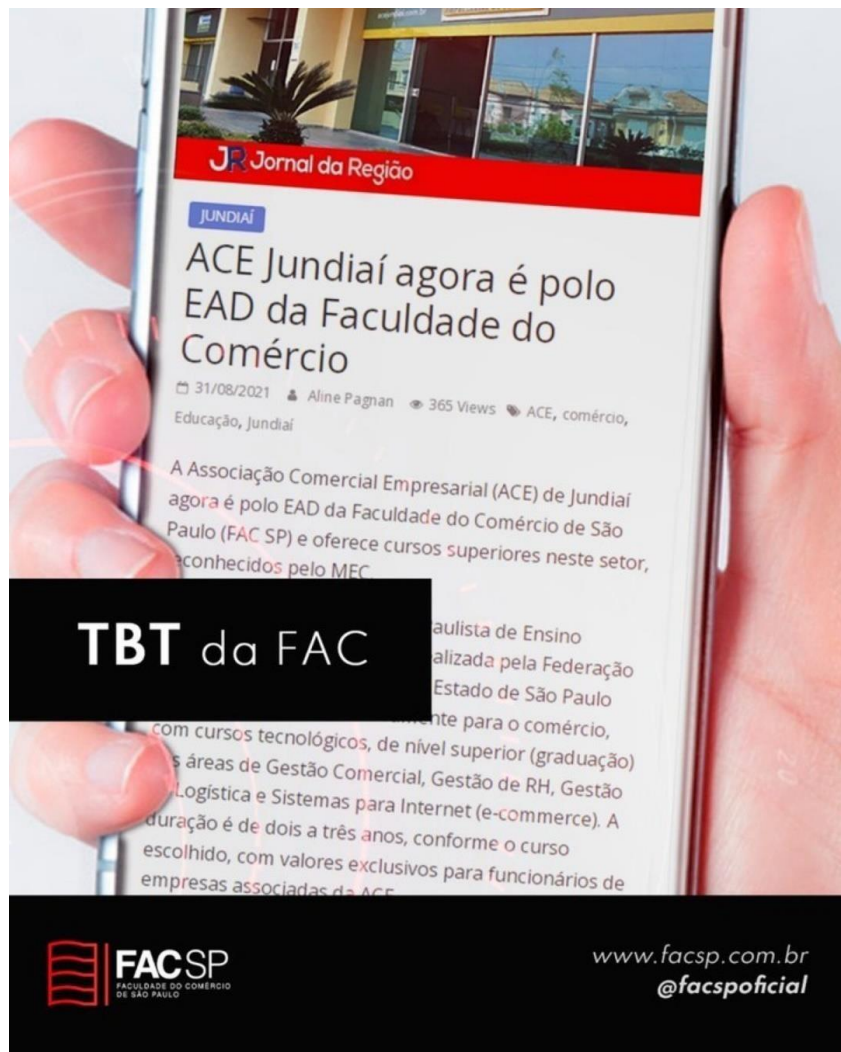 JR Jornal da Região
JUNDIAÍ
ACE Jundiaí agora é polo
EAD da Faculdade do
Comércio
31/08/2021 Aline Pagnan 365 Views ACE, comércio,
Educação, Jundiaí
A Associação Comercial Empresarial (ACE) de Jundiaí
agora é polo EAD da Faculdade do Comércio de São
Paulo (FAC SP) e oferece cursos superiores neste setor,
econhecidos pelo MEC.
aulista de Ensino
TBT da FAC
alizada pela Federação
Estado de São Paulo
nte para o comércio,
com cursos tecnológicos, de nível superior (graduação)
s áreas de Gestão Comercial, Gestão de RH, Gestão
Logística e Sistemas para Internet (e-commerce). A
duração é de dois a três anos, conforme o curso
escolhido, com valores exclusivos para funcionários de
empresas associadas da ACE
FAC SP
FACULDADE DO COMÉRCIO
DE SÃO PAULO
www.facsp.com.br
@facspoficial